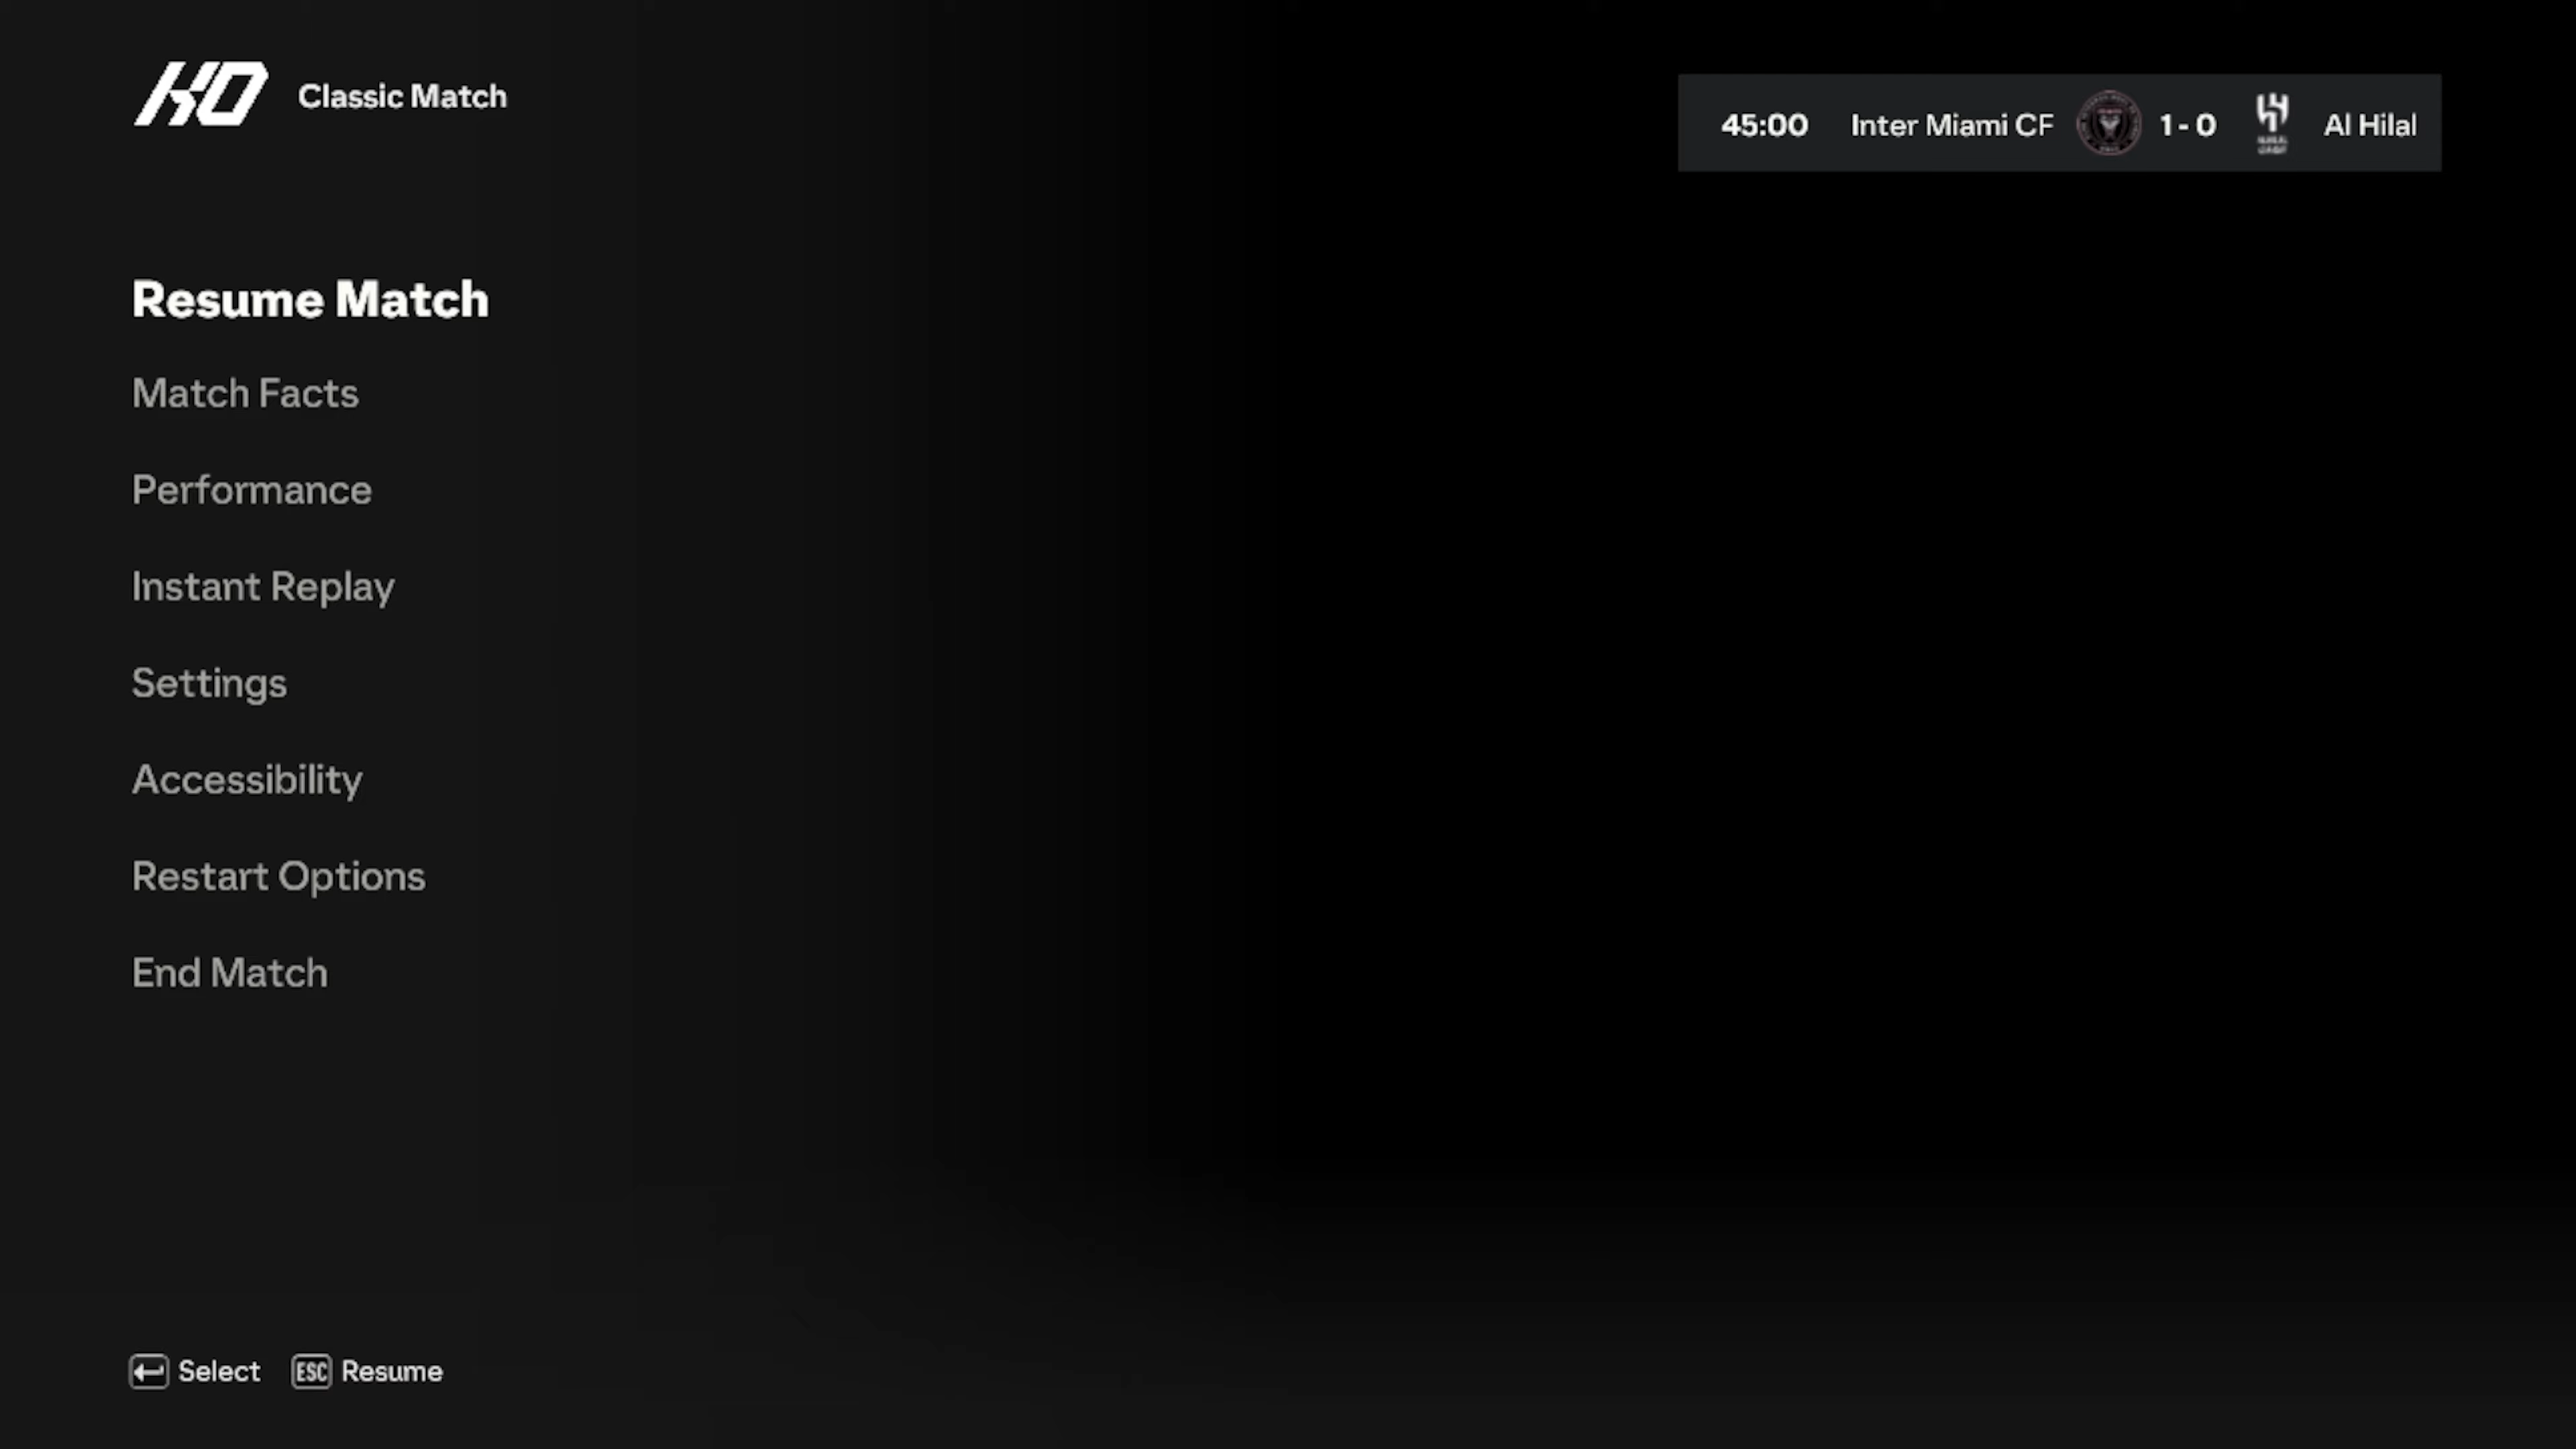 KO Classic Match
45:00 Inter Miami CF 1 - 0 Al Hilal
Resume Match
Match Facts
Performance
Instant Replay
Settings
Accessibility
Restart Options
End Match
Select ESC Resume